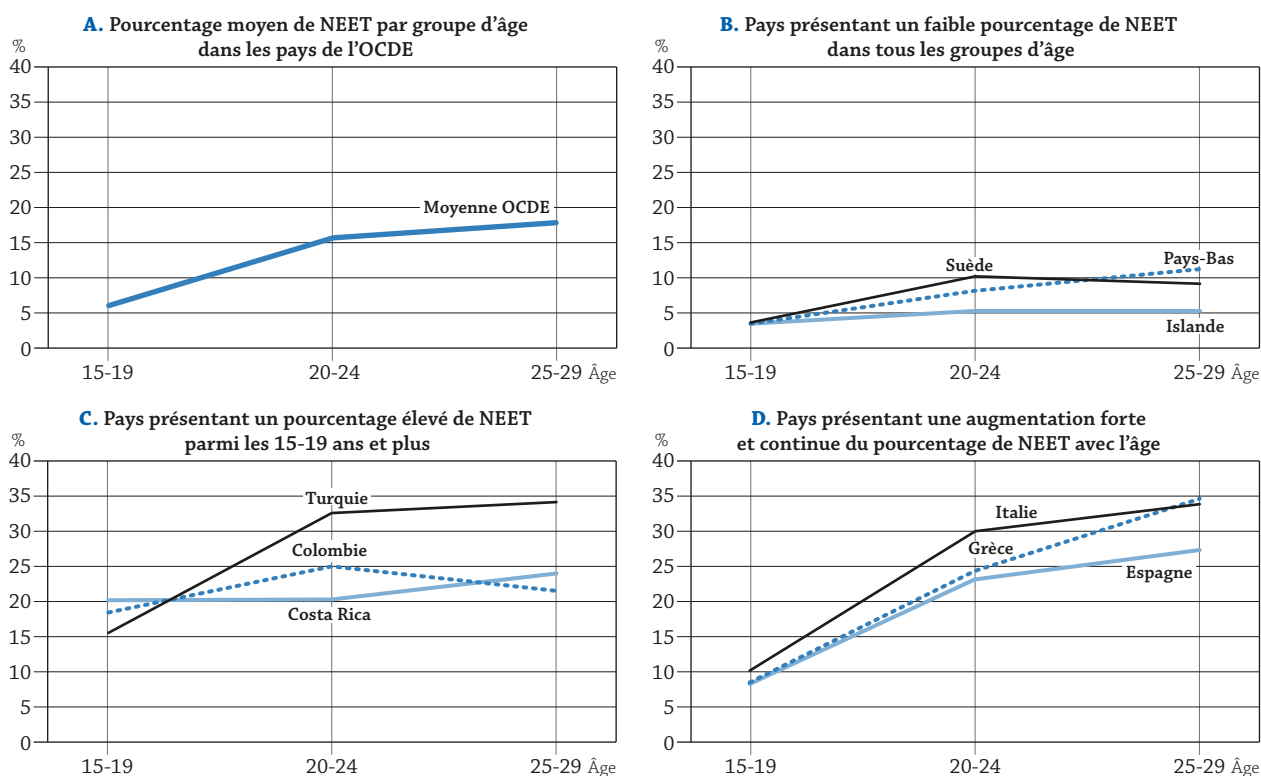 A. Pourcentage moyen de NEET par groupe d’âge
dans les pays de l’OCDE
%
40
35
30
25
20
15
10
5
0
Moyenne OCDE
15-19
20-24
25-29 Âge
B. Pays présentant un faible pourcentage de NEET
dans tous les groupes d’âge
%
40
35
30
25
20
15
10
5
0
Suède
Pays-Bas
Islande
15-19
20-24
25-29 Âge
C. Pays présentant un pourcentage élevé de NEET
parmi les 15-19 ans et plus
%
40
35
30
25
20
15
10
5
0
Turquie
Colombie
Costa Rica
15-19
20-24
25-29 Âge
D. Pays présentant une augmentation forte
et continue du pourcentage de NEET avec l’âge
%
40
35
30
25
20
15
10
5
0
Italie
Grèce
Espagne
15-19
20-24
25-29 Âge